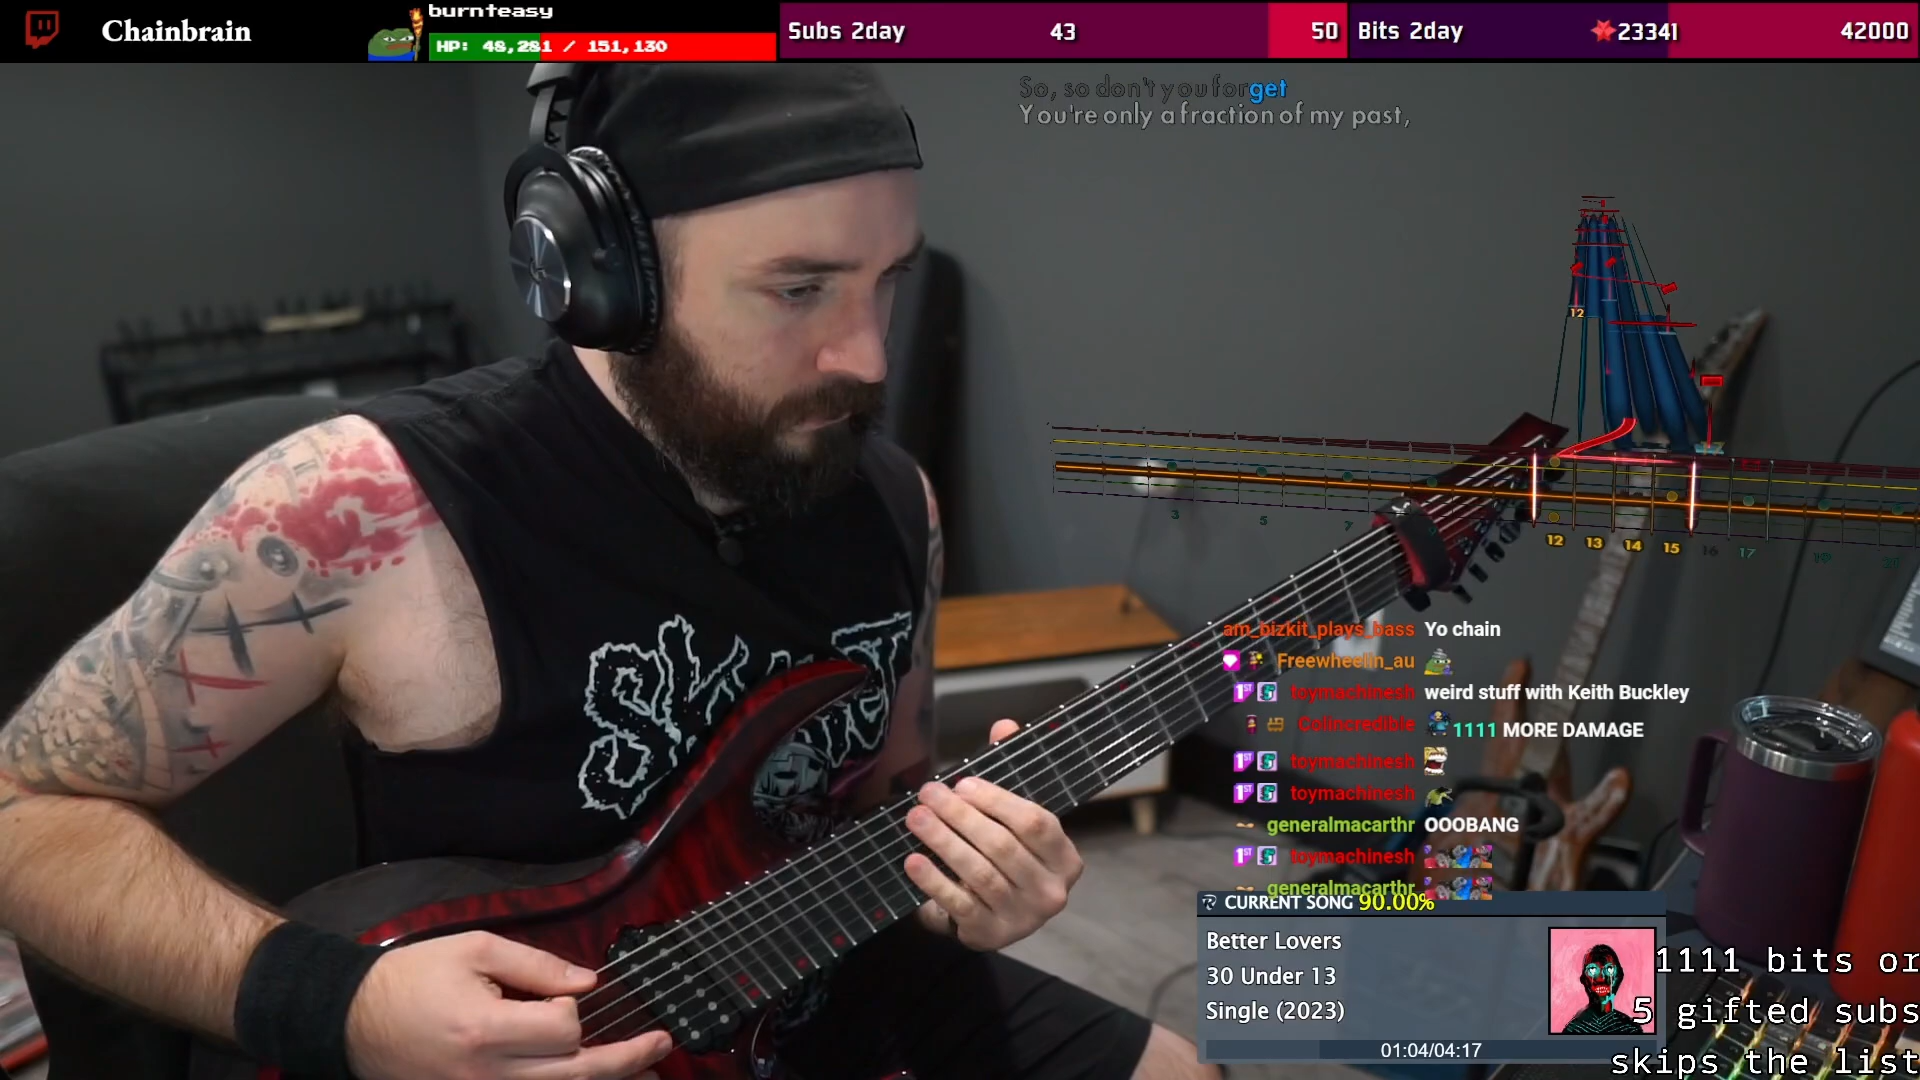 Chainbrain
burnteasy
HP: 48,281 / 151,130
Subs 2day 43 50
Bits 2day 23341 42000
So, so don't you forget
You're only a fraction of my past,
12
3 5 7 12 13 14 15 16 17 19
am_bizkit_plays_bass Yo chain
Freewheelin_au
toymachinesh weird stuff with Keith Buckley
Colincredible 1111 MORE DAMAGE
toymachinesh
toymachinesh
generalmacarthr OOOBANG
toymachinesh
generalmacarthr
CURRENT SONG 90.00%
Better Lovers
30 Under 13
Single (2023)
01:04/04:17
1111 bits or
5 gifted subs
skips the list